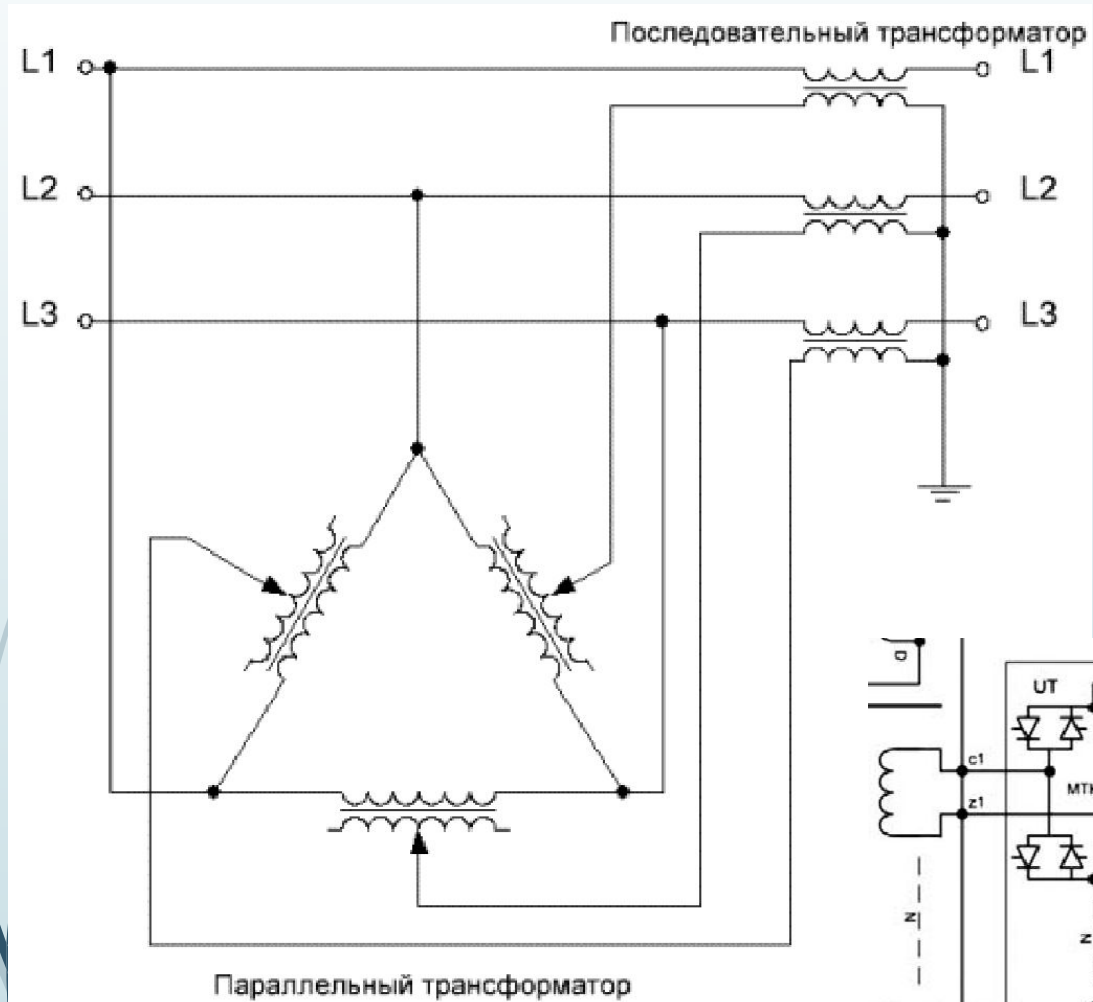 Последовательный трансформатор
L1 L1
L2 L2
L3 L3
a
UT
c1
z1
N
Параллельный трансформатор